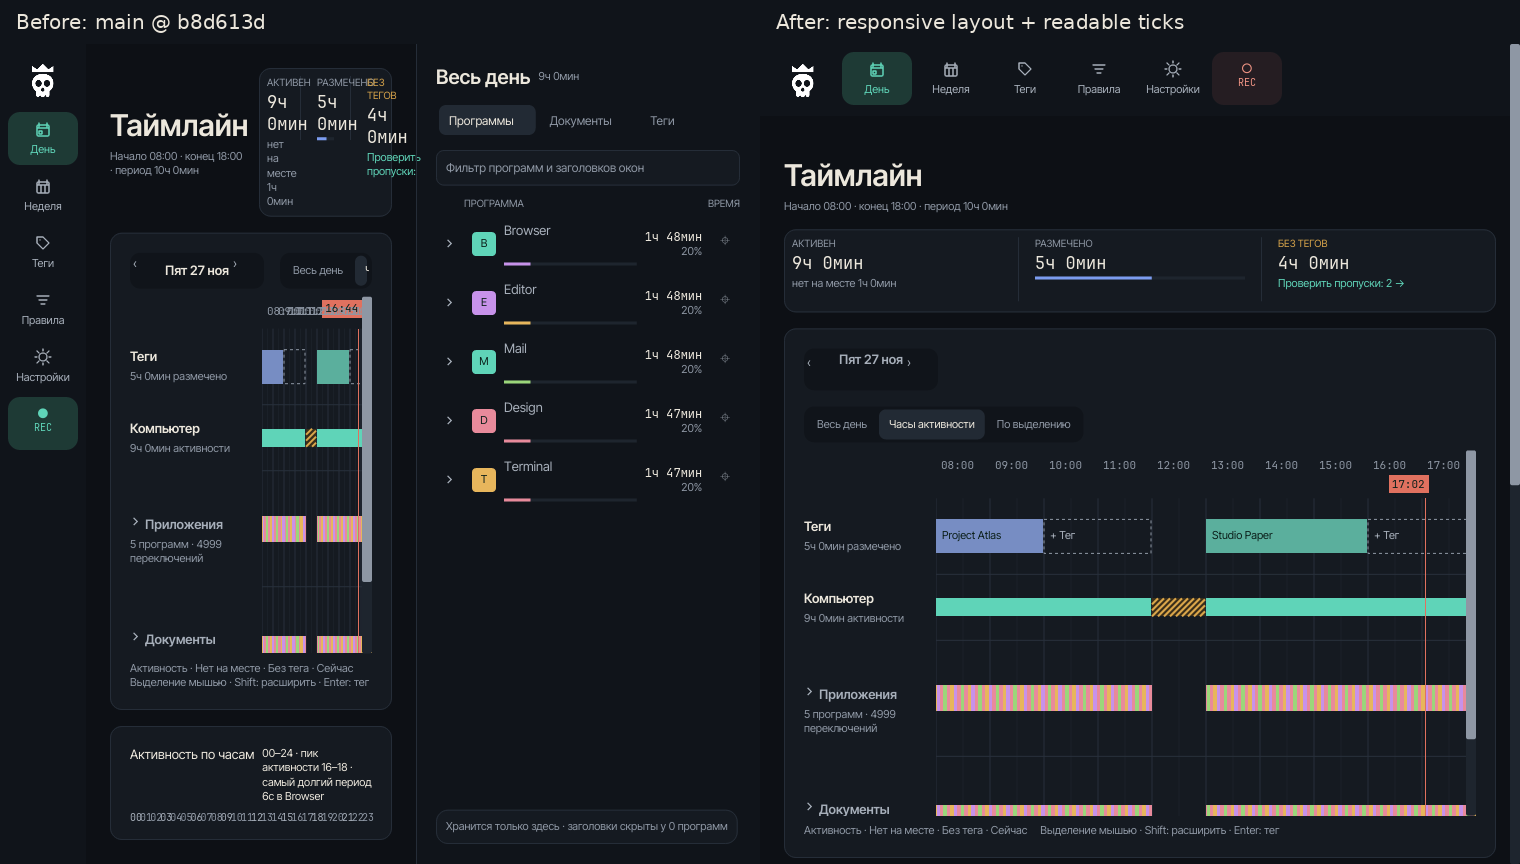 Before: main @ b8d613d
День
Неделя
Теги
Правила
Настройки
REC
Таймлайн
Начало 08:00 · конец 18:00
· период 10ч 0мин
АКТИВЕН
9ч
0мин
нет
на
месте
1ч
0мин
РАЗМЕЧЕНО
5ч
0мин
БЕЗ
ТЕГОВ
4ч
0мин
Проверить
пропуски:
‹ Пят 27 ноя ›
Весь день
16:44
Теги
5ч 0мин размечено
Компьютер
9ч 0мин активности
Приложения
5 программ · 4999
переключений
Документы
Активность · Нет на месте · Без тега · Сейчас
Выделение мышью · Shift: расширить · Enter: тег
Активность по часам
00–24 · пик
активности 16–18 ·
самый долгий период
6с в Browser
Весь день 9ч 0мин
Программы Документы Теги
Фильтр программ и заголовков окон
ПРОГРАММА ВРЕМЯ
B Browser 1ч 48мин
20%
E Editor 1ч 48мин
20%
M Mail 1ч 48мин
20%
D Design 1ч 47мин
20%
T Terminal 1ч 47мин
20%
Хранится только здесь · заголовки скрыты у 0 программ
After: responsive layout + readable ticks
День Неделя Теги Правила Настройки REC
Таймлайн
Начало 08:00 · конец 18:00 · период 10ч 0мин
АКТИВЕН
9ч 0мин
нет на месте 1ч 0мин
РАЗМЕЧЕНО
5ч 0мин
БЕЗ ТЕГОВ
4ч 0мин
Проверить пропуски: 2 →
‹ Пят 27 ноя ›
Весь день Часы активности По выделению
08:00 09:00 10:00 11:00 12:00 13:00 14:00 15:00 16:00 17:00
17:02
Теги
5ч 0мин размечено
Project Atlas + Тег Studio Paper + Тег
Компьютер
9ч 0мин активности
Приложения
5 программ · 4999
переключений
Документы
Активность · Нет на месте · Без тега · Сейчас Выделение мышью · Shift: расширить · Enter: тег